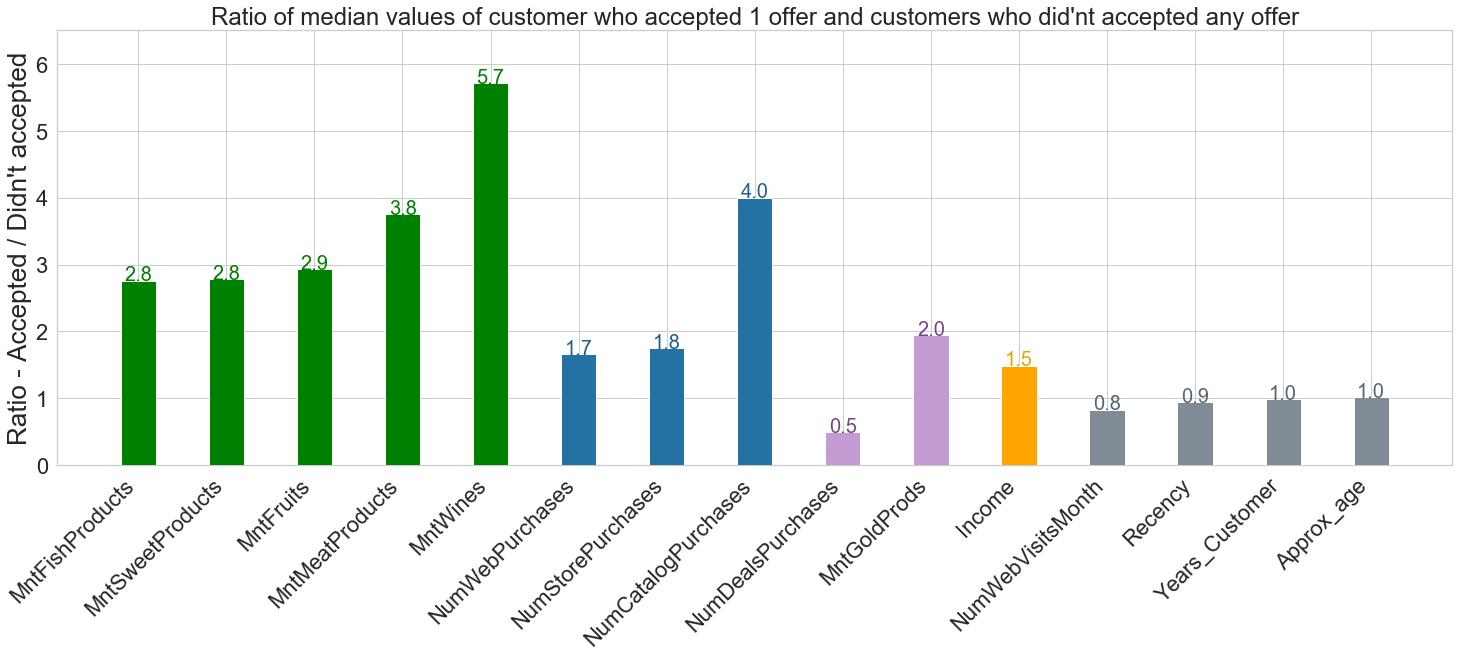 Ratio of median values of customer who accepted 1 offer and customers who did'nt accepted any offer
Ratio - Accepted / Didn't accepted
6
5
4
3
2
1
0
2.8
2.8
2.9
3.8
5.7
1.7
1.8
4.0
0.5
2.0
1.5
0.8
0.9
1.0
1.0
MntFishProducts
MntSweetProducts
MntFruits
MntMeatProducts
MntWines
NumWebPurchases
NumStorePurchases
NumCatalogPurchases
NumDealsPurchases
MntGoldProds
Income
NumWebVisitsMonth
Recency
Years_Customer
Approx_age